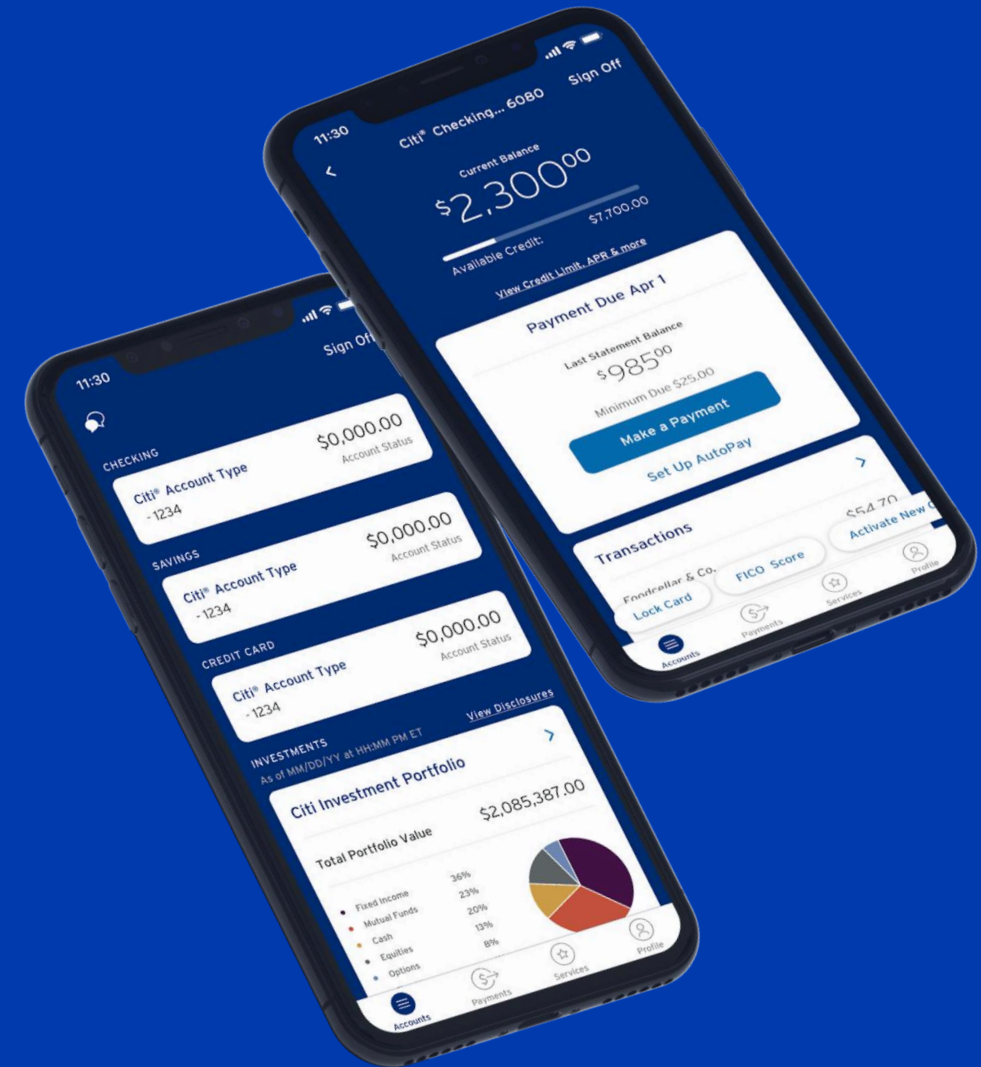 11:30
Sign Off
Citi® Checking... 6080
Current Balance
$2,300.00
Available Credit: $7,700.00
View Credit Limit, APR & more
Payment Due Apr 1
Last Statement Balance
$985.00
Minimum Due $25.00
Make a Payment
Set Up AutoPay
Transactions
Foodcellar & Co. $54.70
Lock Card
FICO Score
Activate New
Accounts
Payments
Services
Profile
11:30
Sign Off
CHECKING
Citi® Account Type $0,000.00
- 1234 Account Status
SAVINGS
Citi® Account Type $0,000.00
- 1234 Account Status
CREDIT CARD
Citi® Account Type $0,000.00
- 1234 Account Status
INVESTMENTS
As of MM/DD/YY at HH:MM PM ET
View Disclosures
Citi Investment Portfolio
Total Portfolio Value $2,085,387.00
Fixed Income 36%
Mutual Funds 23%
Cash 20%
Equities 13%
Options 8%
Accounts
Payments
Services
Profile